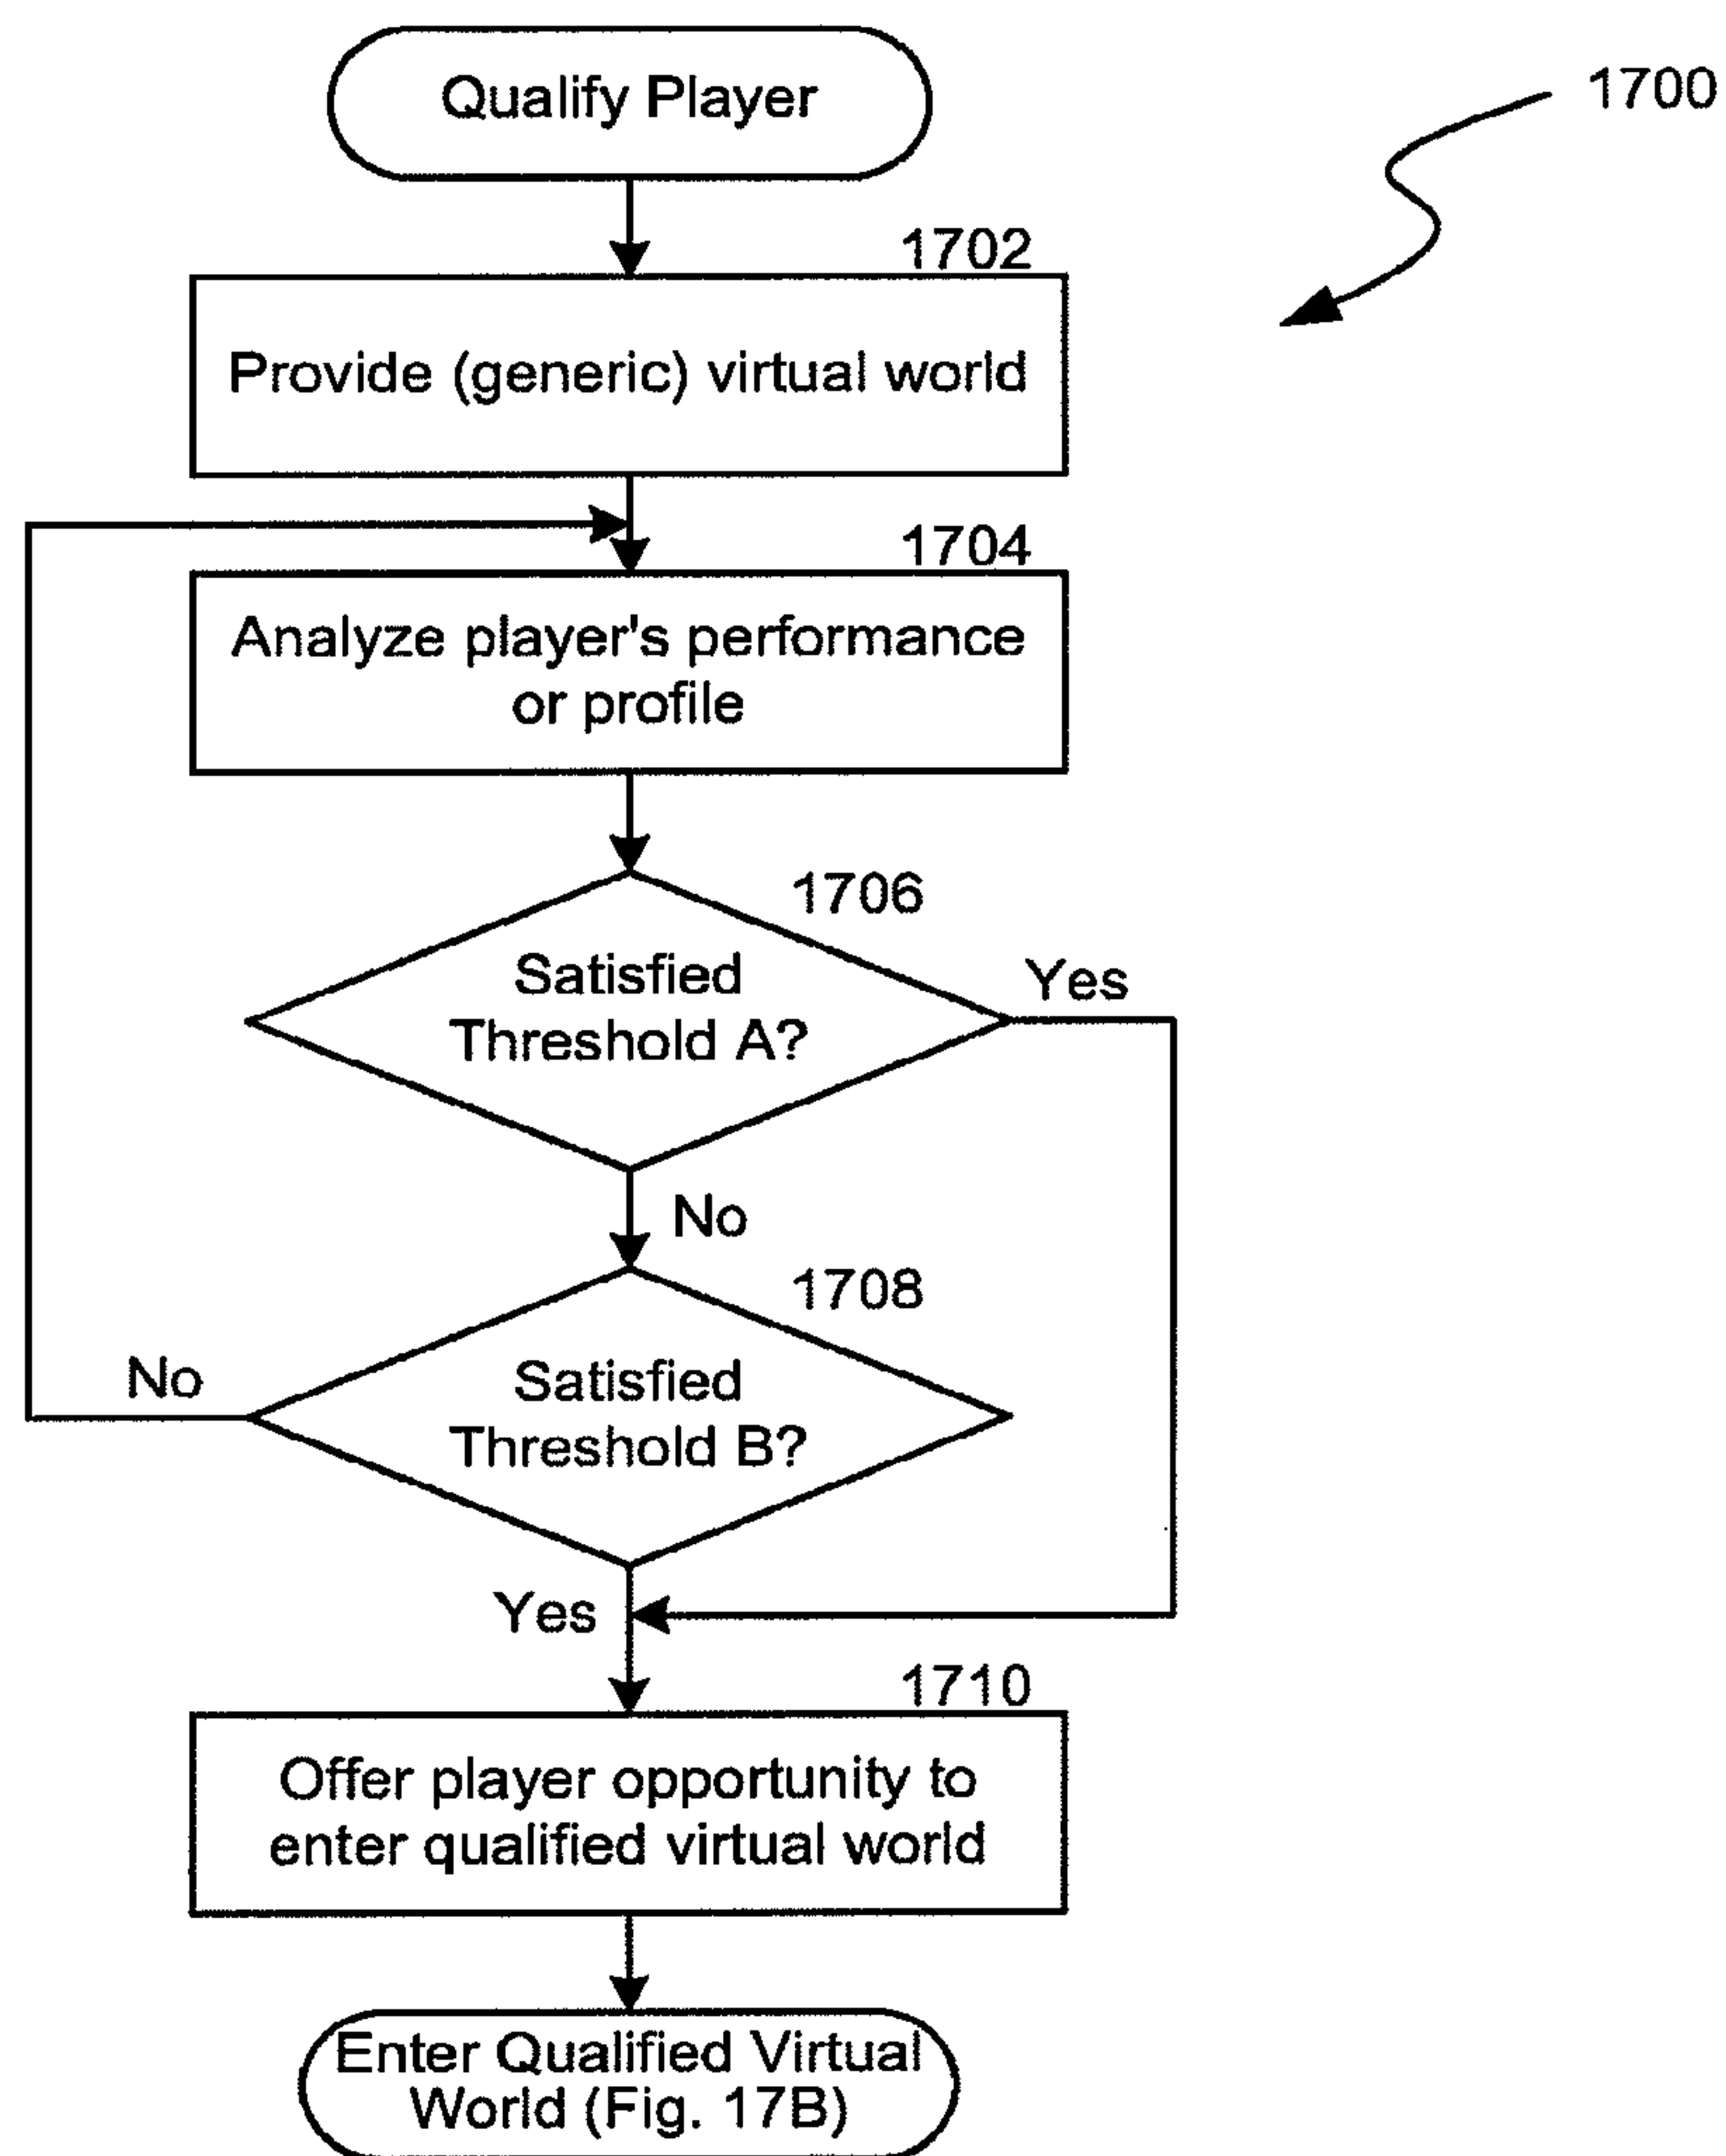 Qualify Player
1700
1702
Provide (generic) virtual world
1704
Analyze player's performance
or profile
1706
Satisfied
Threshold A?
Yes
No
1708
Satisfied
Threshold B?
No
Yes
1710
Offer player opportunity to
enter qualified virtual world
Enter Qualified Virtual
World (Fig. 17B)